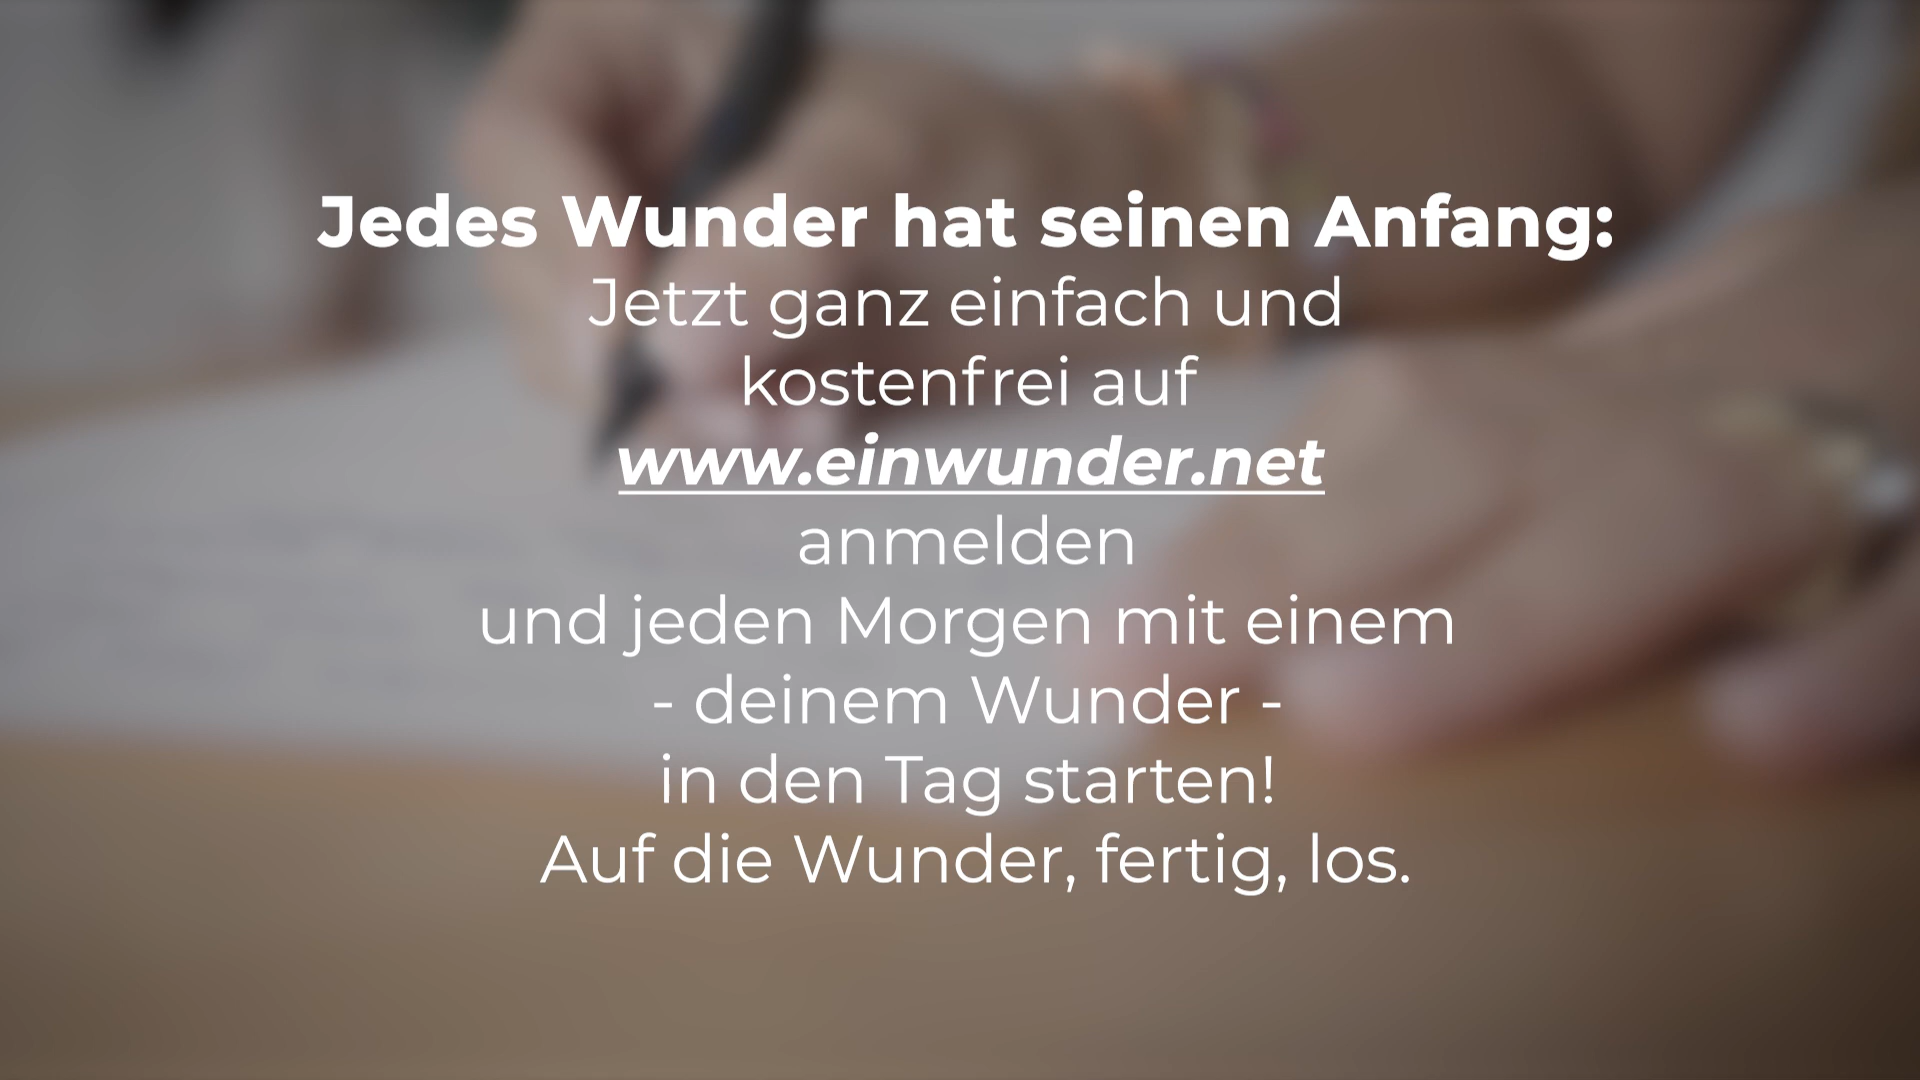 Jedes Wunder hat seinen Anfang:
Jetzt ganz einfach und
kostenfrei auf
www.einwunder.net
anmelden
und jeden Morgen mit einem
- deinem Wunder -
in den Tag starten!
Auf die Wunder, fertig, los.